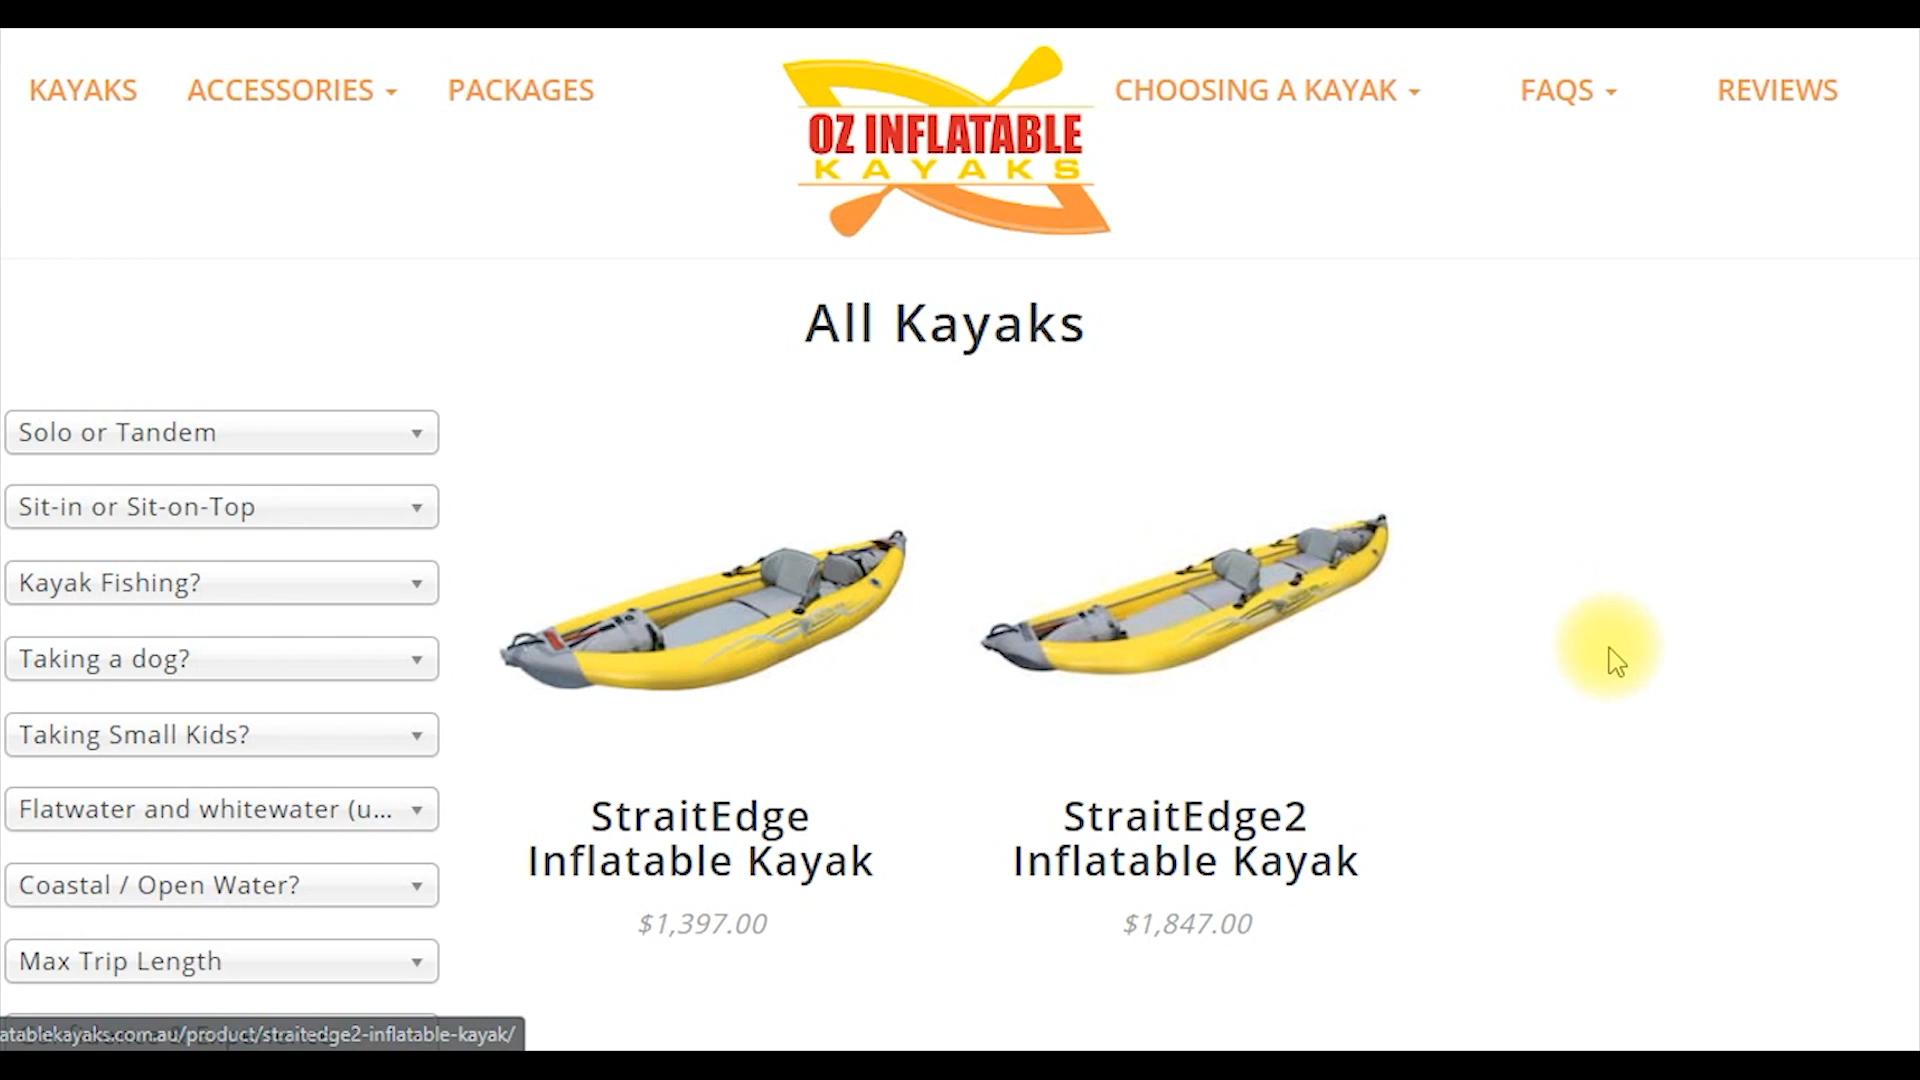 KAYAKS
ACCESSORIES
PACKAGES
OZ INFLATABLE
KAYAKS
CHOOSING A KAYAK
FAQS
REVIEWS
All Kayaks
Solo or Tandem
Sit-in or Sit-on-Top
Kayak Fishing?
Taking a dog?
Taking Small Kids?
Flatwater and whitewater (u...
Coastal / Open Water?
Max Trip Length
StraitEdge
Inflatable Kayak
$1,397.00
StraitEdge2
Inflatable Kayak
$1,847.00
atablekayaks.com.au/product/straitedge2-inflatable-kayak/